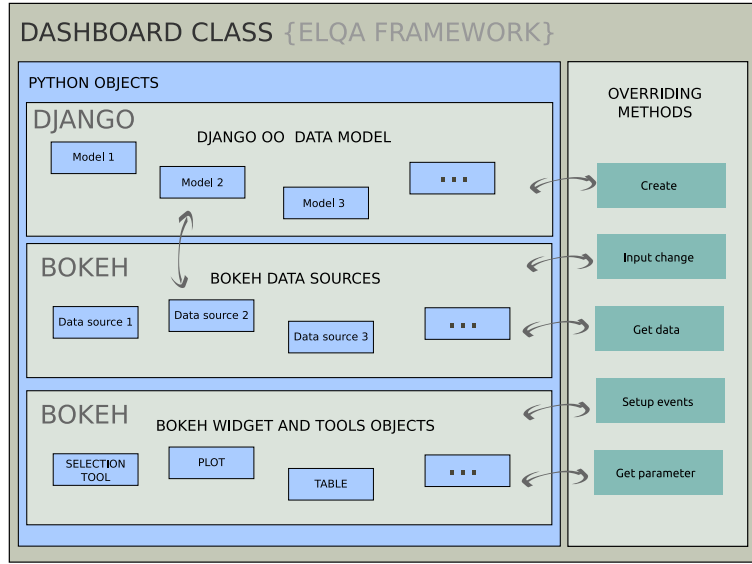 DASHBOARD CLASS {ELQA FRAMEWORK}
PYTHON OBJECTS
DJANGO
DJANGO OO DATA MODEL
Model 1
Model 2
Model 3
...
BOKEH
BOKEH DATA SOURCES
Data source 1
Data source 2
Data source 3
...
BOKEH
BOKEH WIDGET AND TOOLS OBJECTS
SELECTION
TOOL
PLOT
TABLE
...
OVERRIDING
METHODS
Create
Input change
Get data
Setup events
Get parameter